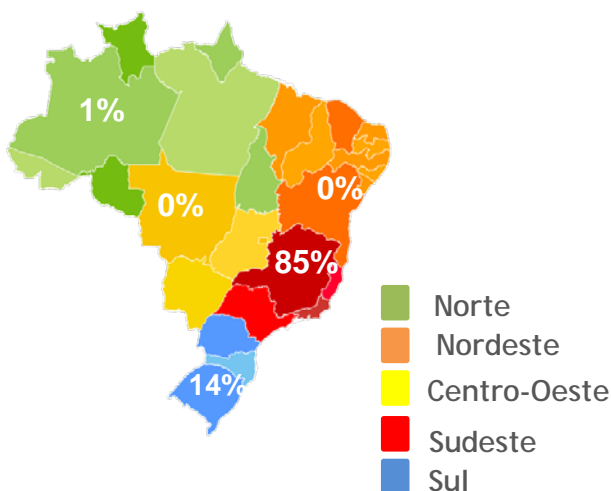 1%
0%
0%
85%
14%
Norte
Nordeste
Centro-Oeste
Sudeste
Sul